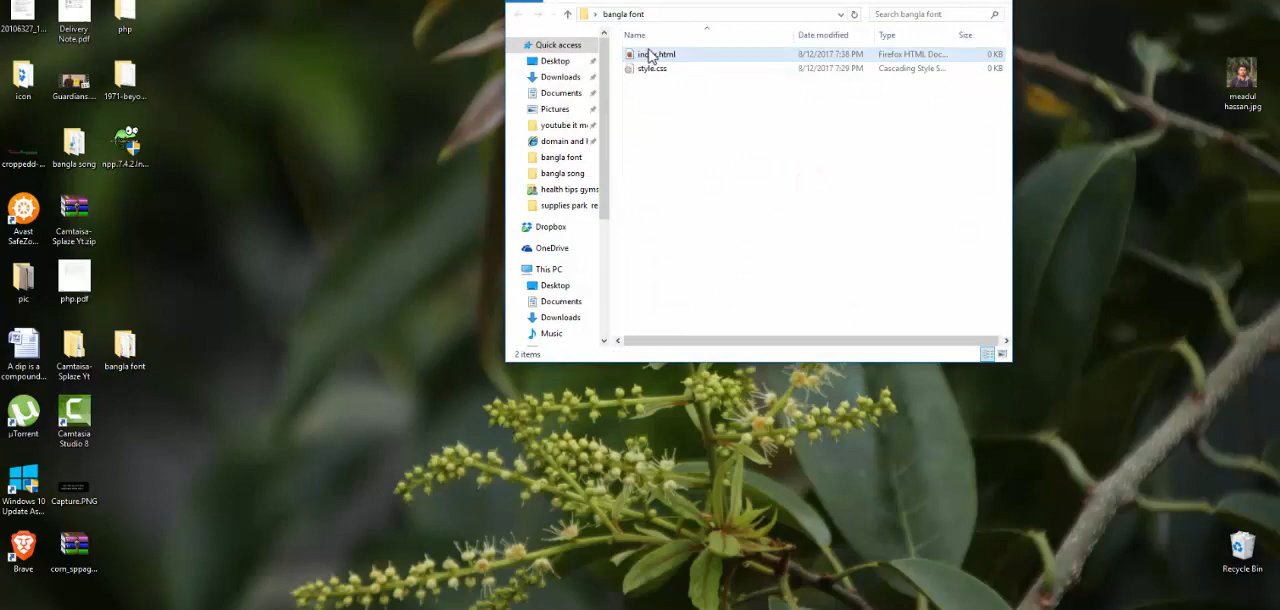 20106327_1...
Delivery
Note.pdf
php
icon
Guardians....
1971-beyo...
croppedd-...
bangla song
npp.7.4.2.In...
Avast
SafeZo...
Camtaisa-
Splaze Yt.zip
pic
php.pdf
A dip is a
compound...
Camtaisa-
Splaze Yt
bangla font
µTorrent
Camtasia
Studio 8
Windows 10
Update As...
Capture.PNG
Brave
com_sppag...
bangla font
Search bangla font
Name
Date modified
Type
Size
Quick access
Desktop
Downloads
Documents
Pictures
youtube it m
domain and
bangla font
bangla song
health tips gyms
supplies park re
Dropbox
OneDrive
This PC
Desktop
Documents
Downloads
Music
index.html
8/12/2017 7:38 PM
Firefox HTML Doc...
0 KB
style.css
8/12/2017 7:29 PM
Cascading Style S...
0 KB
2 items
meadul
hassan.jpg
Recycle Bin